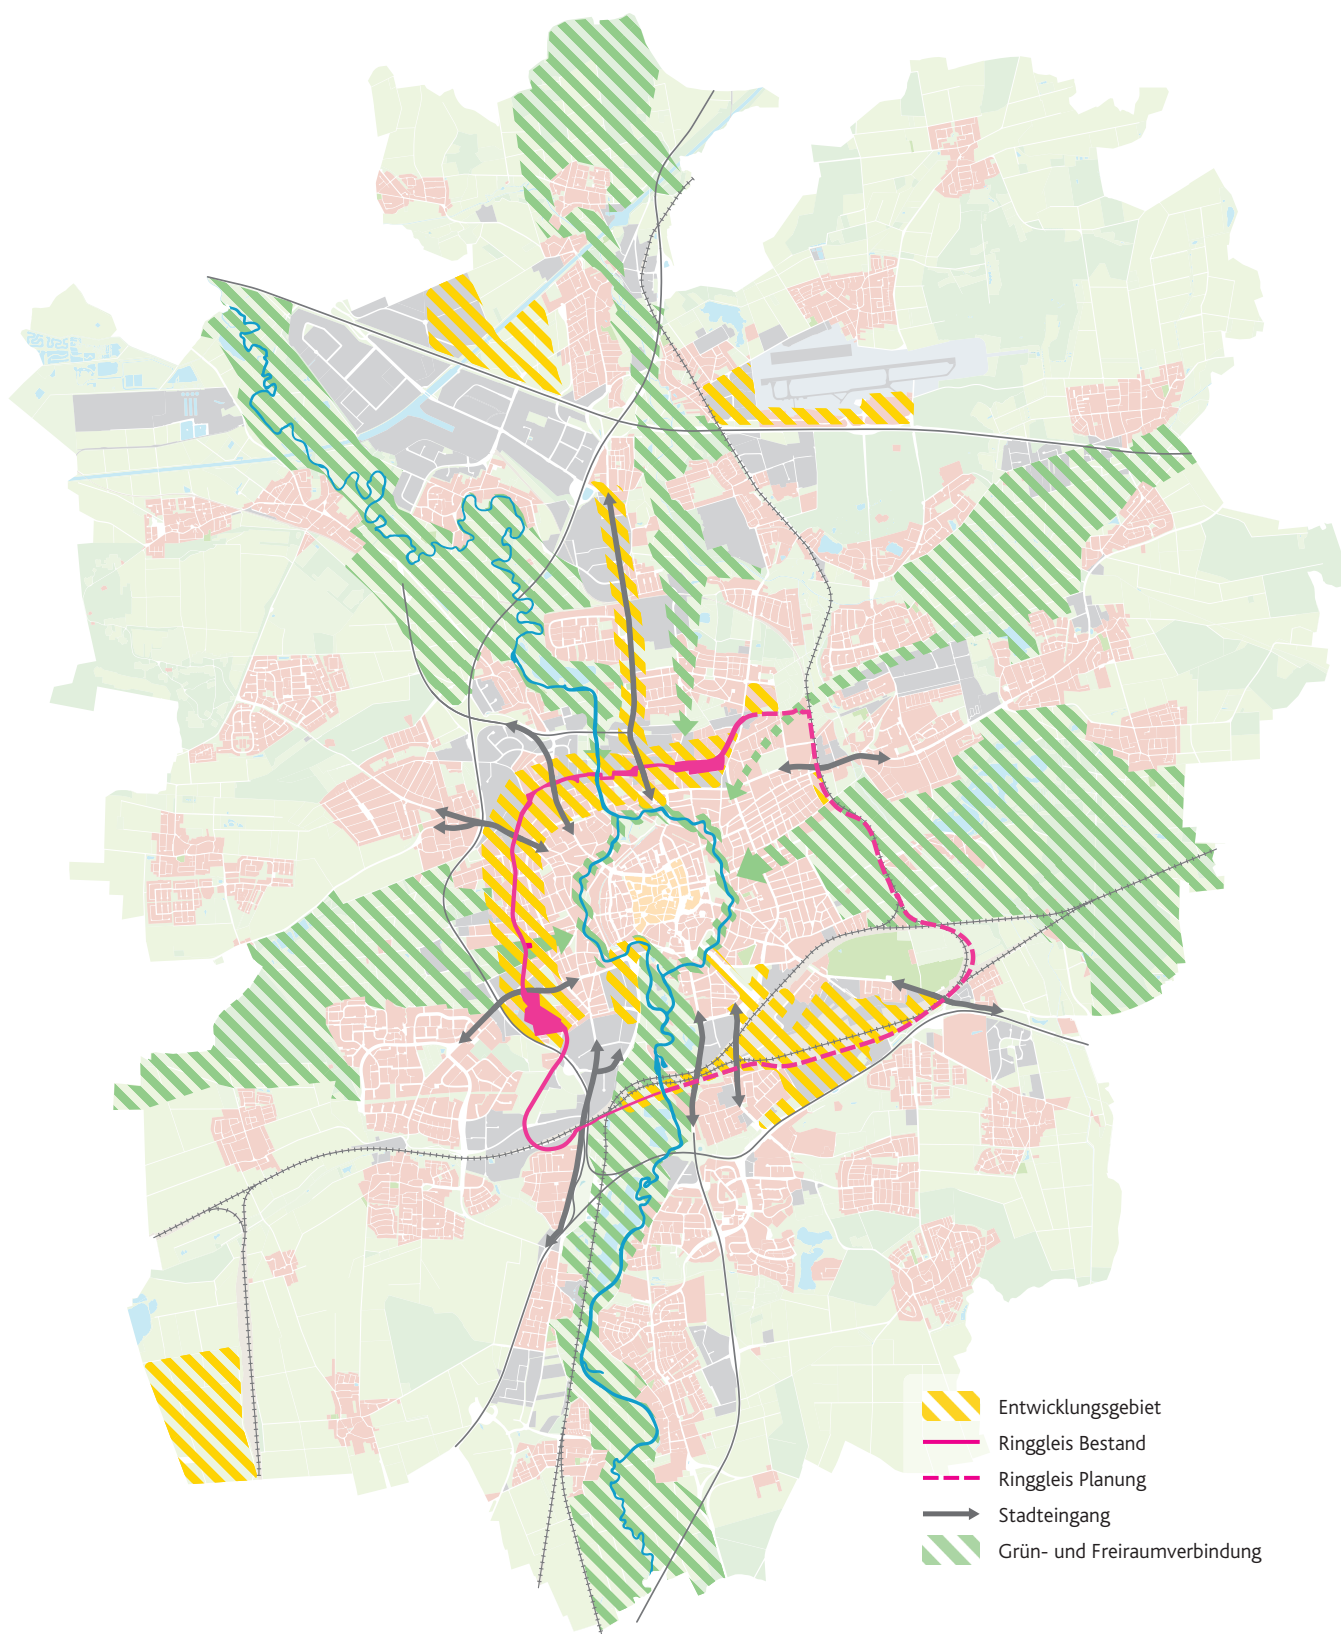 Entwicklungsgebiet
Ringgleis Bestand
Ringgleis Planung
Stadteingang
Grün- und Freiraumverbindung